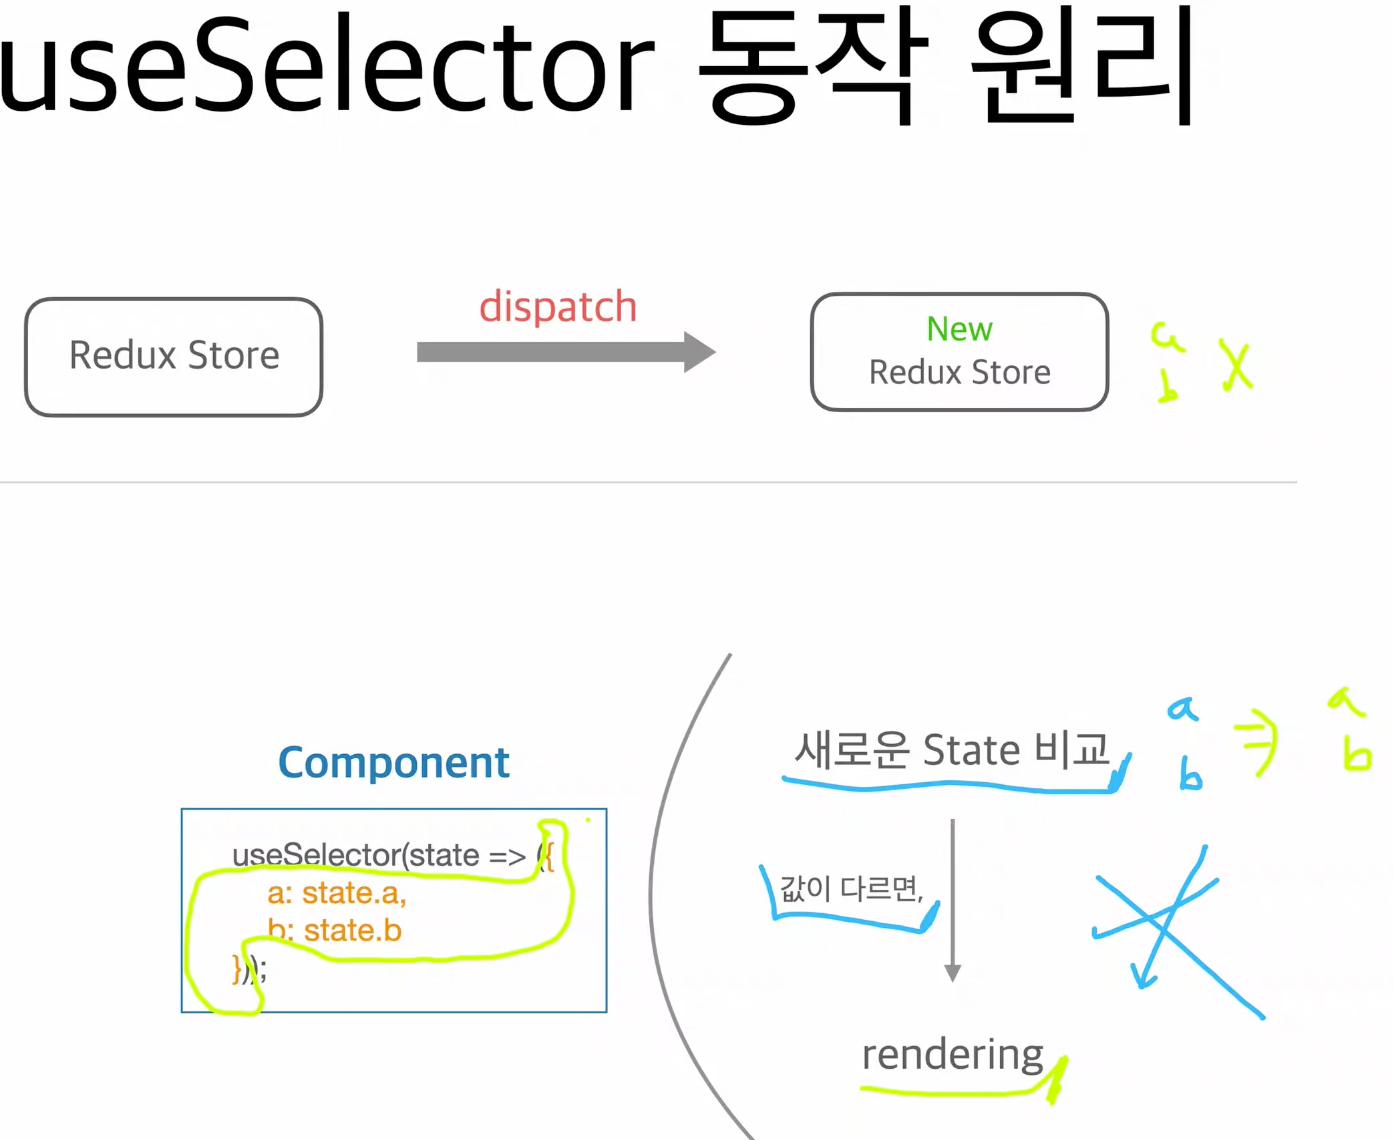 useSelector 동작 원리
Redux Store
dispatch
New
Redux Store
a
b
X
Component
useSelector(state => ({
a: state.a,
b: state.b
}));
새로운 State 비교
a
b
a
b
값이 다르면,
rendering